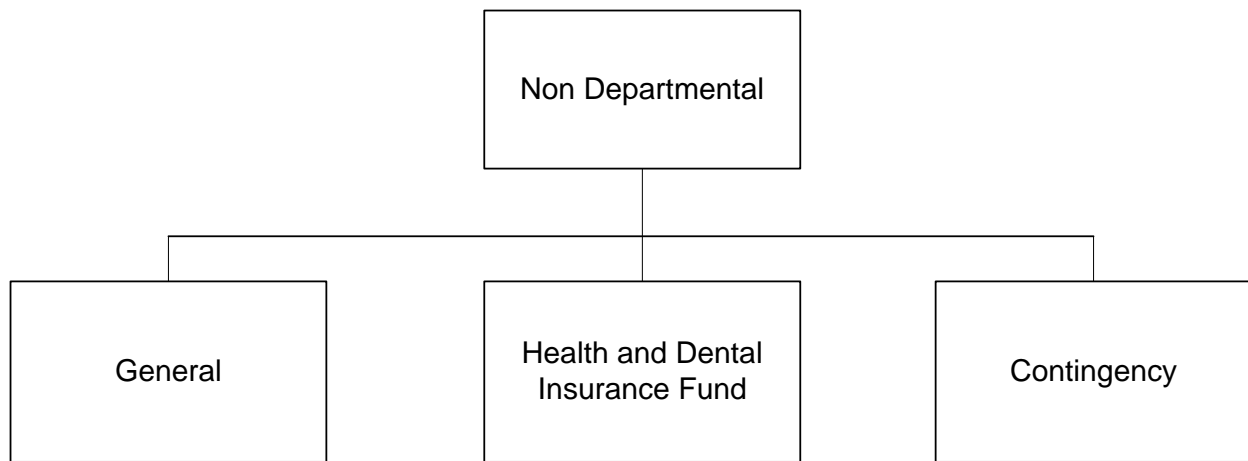 Non Departmental
General
Health and Dental
Insurance Fund
Contingency